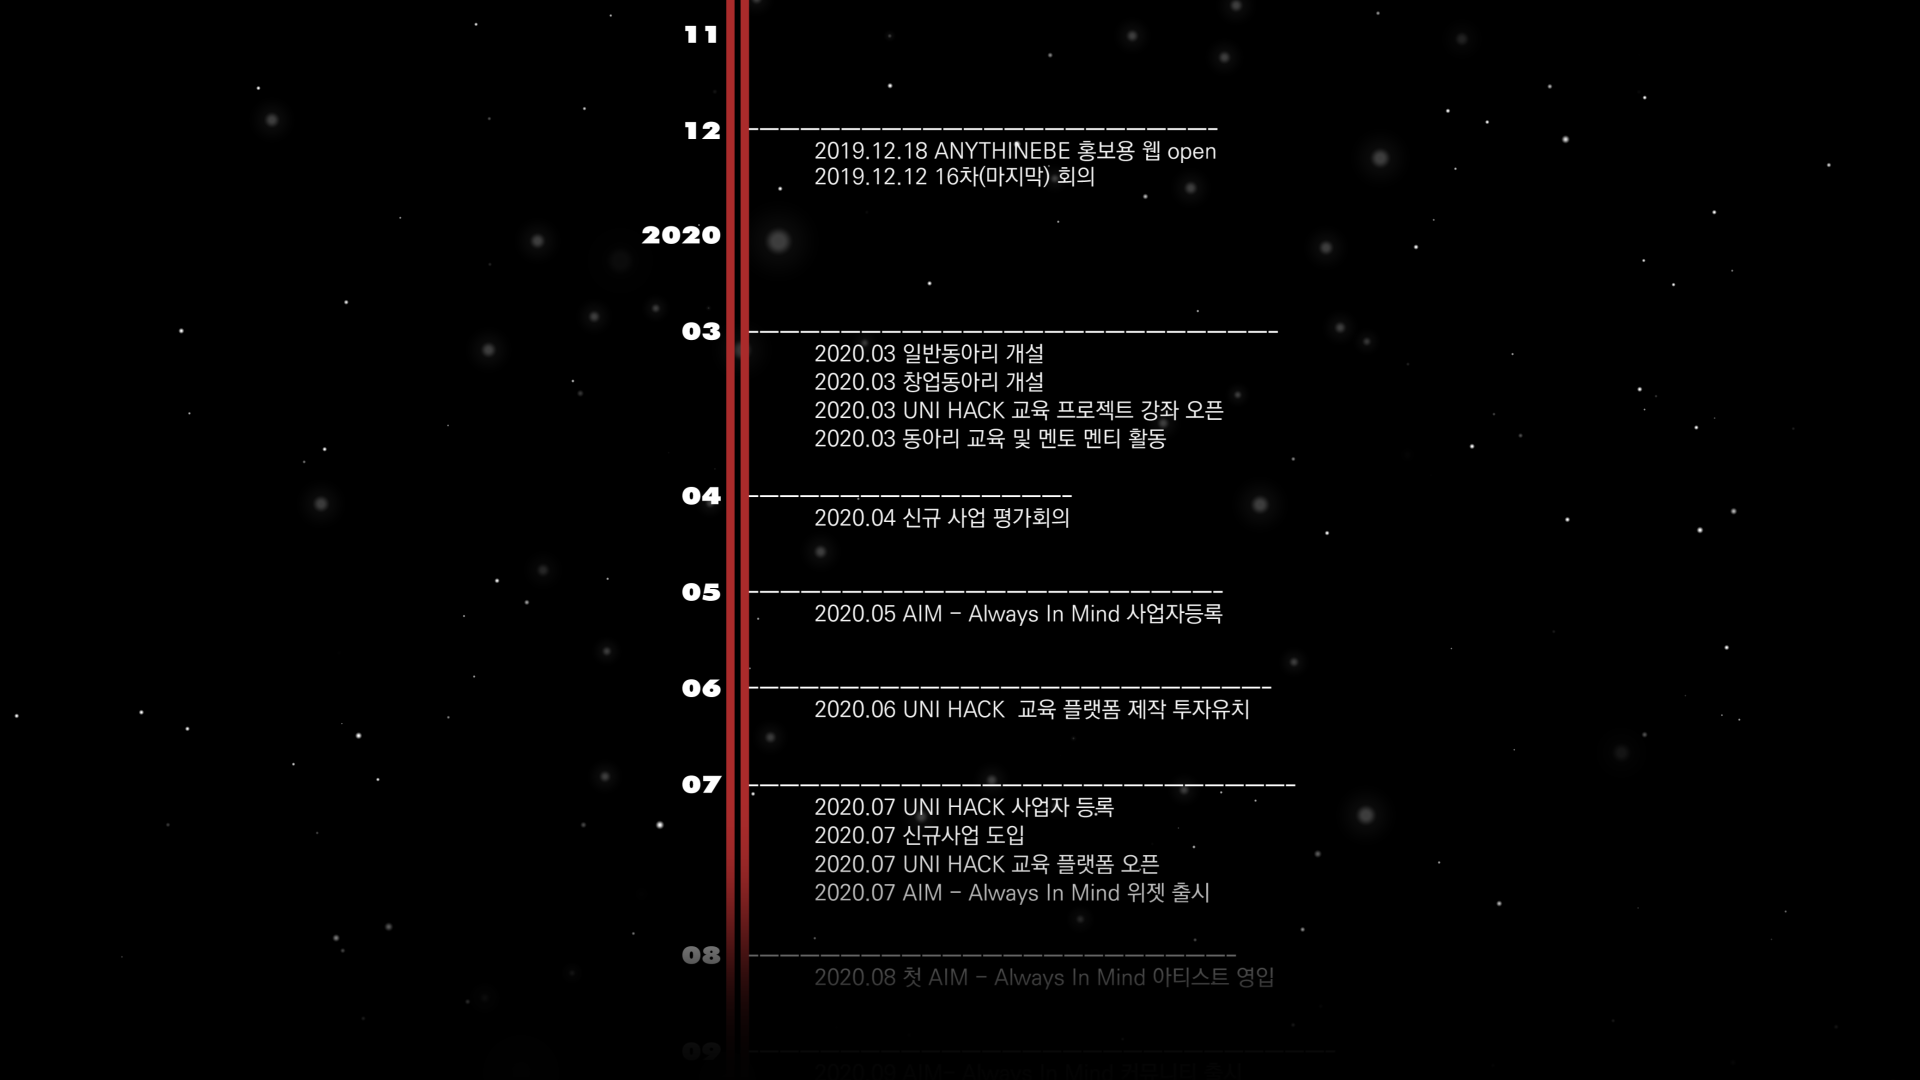 11
12
2019.12.18 ANYTHINEBE 홍보용 웹 open
2019.12.12 16차(마지막) 회의
2020
03
2020.03 일반동아리 개설
2020.03 창업동아리 개설
2020.03 UNI HACK 교육 프로젝트 강좌 오픈
2020.03 동아리 교육 및 멘토 멘티 활동
04
2020.04 신규 사업 평가회의
05
2020.05 AIM - Always In Mind 사업자등록
06
2020.06 UNI HACK  교육 플랫폼 제작 투자유치
07
2020.07 UNI HACK 사업자 등록
2020.07 신규사업 도입
2020.07 UNI HACK 교육 플랫폼 오픈
2020.07 AIM - Always In Mind 위젯 출시
08
2020.08 첫 AIM - Always In Mind 아티스트 영입
09
2020.09 AIM- Always In Mind